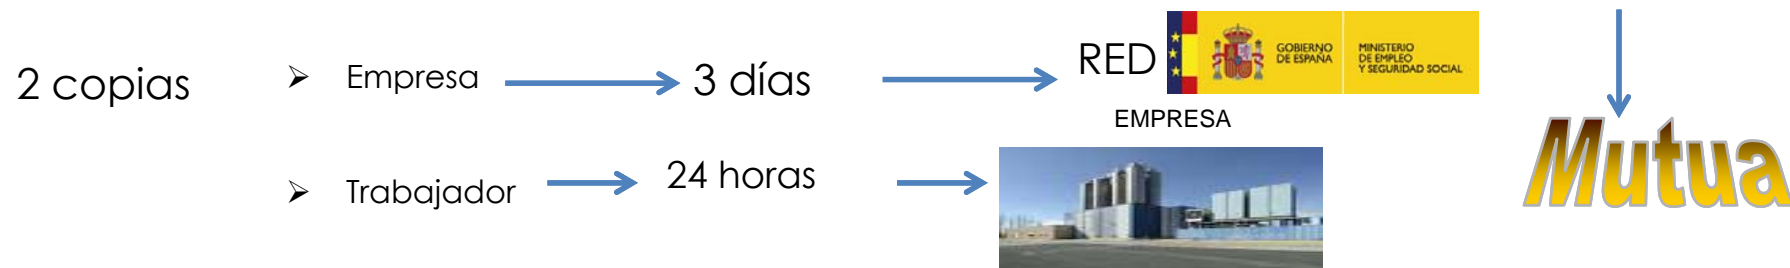 2 copias
➢ Empresa
3 días
RED
GOBIERNO
DE ESPAÑA
MINISTERIO
DE EMPLEO
Y SEGURIDAD SOCIAL
EMPRESA
➢ Trabajador
24 horas
Mutua